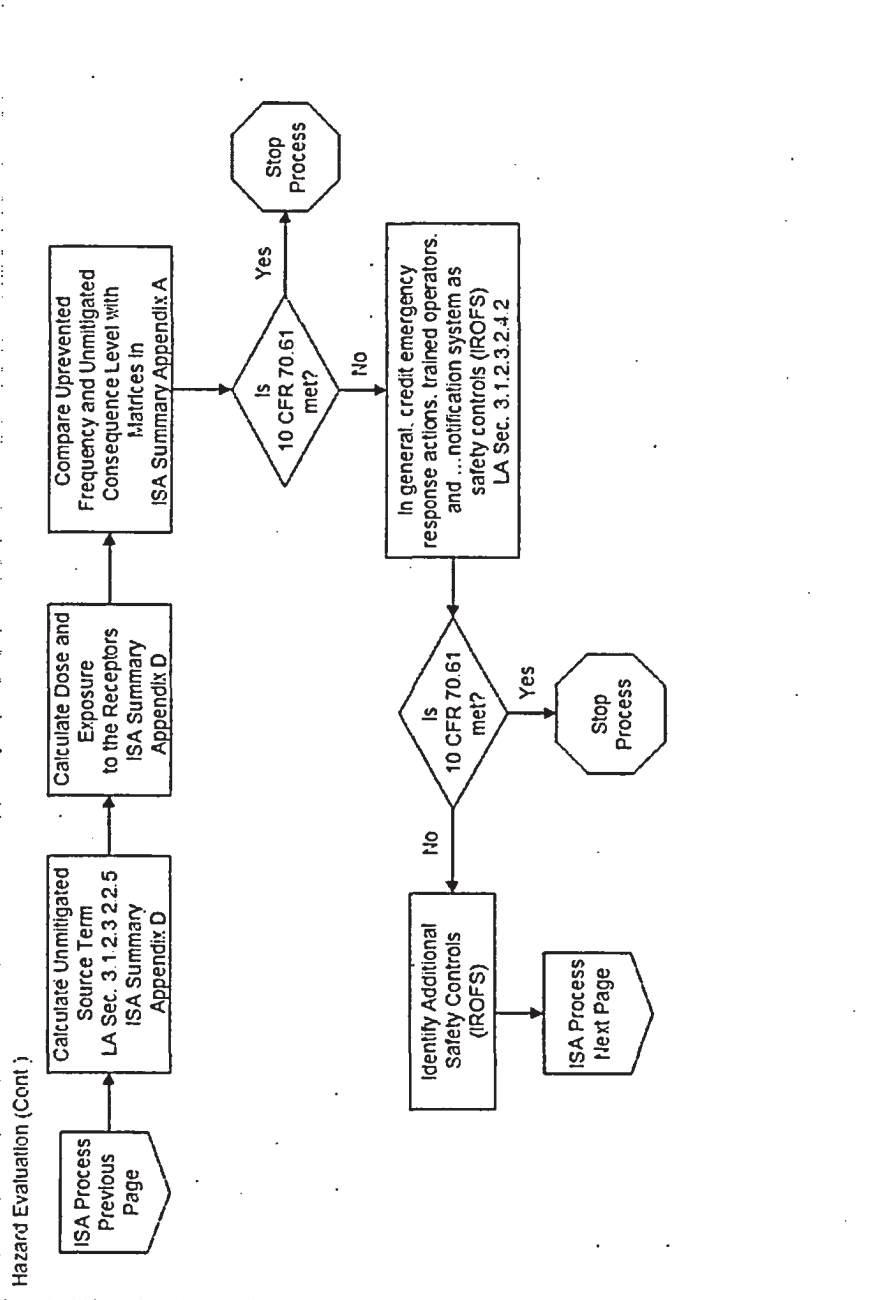 Hazard Evaluation (Cont )
ISA Process
Previous
Page
Calculate Unmitigated
Source Term
LA Sec. 3.1.2.3 2.2.5
ISA Summary
Appendix D
Calculate Dose and
Exposure
to the Receptors
ISA Summary
Appendix D
Compare Uprevented
Frequency and Unmitigated
Consequence Level with
Matrices In
ISA Summary Appendix A
Is
10 CFR 70.61
met?
Yes
Stop
Process
No
In general, credit emergency
response actions, trained operators,
and ...notification system as
safety controls (IROFS)
LA Sec. 3.1.2.3.2.4.2
Is
10 CFR 70.61
met?
Yes
Stop
Process
No
Identify Additional
Safety Controls
(IROFS)
ISA Process
Next Page